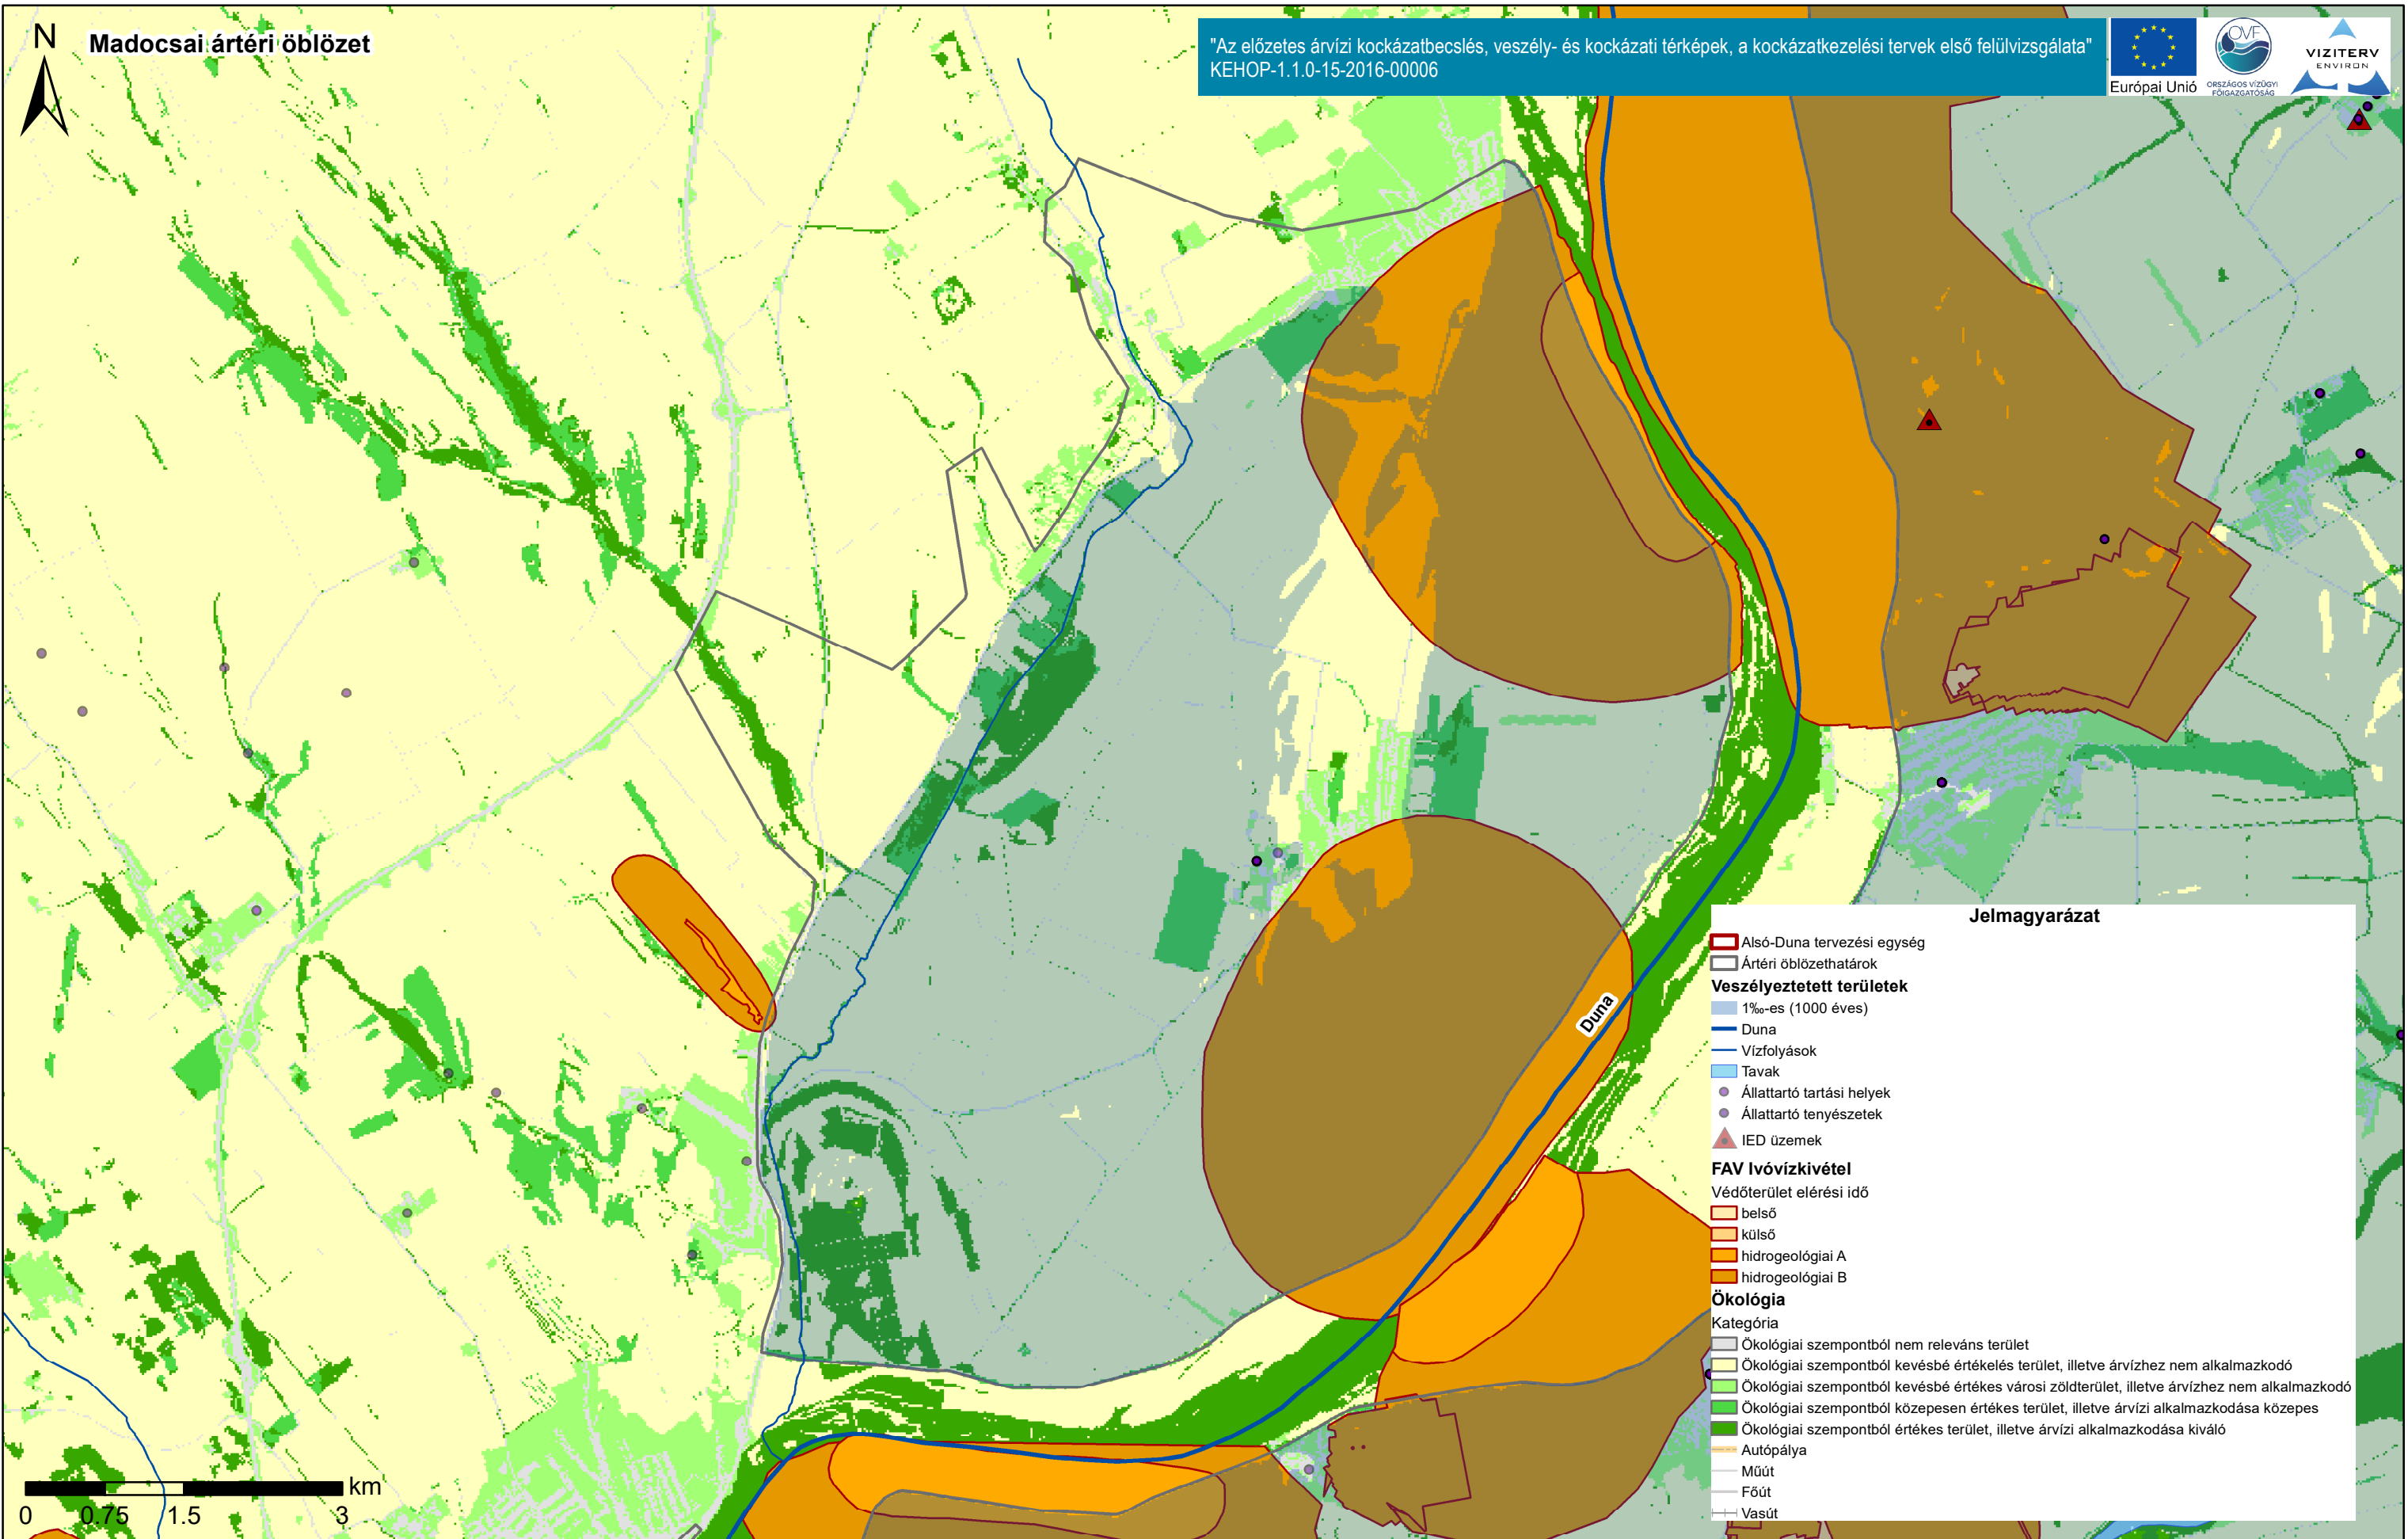 N
Madocsai ártéri öblözet
"Az előzetes árvízi kockázatbecslés, veszély- és kockázati térképek, a kockázatkezelési tervek első felülvizsgálata"
KEHOP-1.1.0-15-2016-00006
Európai Unió
OVF
ORSZÁGOS VÍZÜGYI
FŐIGAZGATÓSÁG
VIZITERV
ENVIRON
Duna
Jelmagyarázat
Alsó-Duna tervezési egység
Ártéri öblözethatárok
Veszélyeztetett területek
1‰-es (1000 éves)
Duna
Vízfolyások
Tavak
Állattartó tartási helyek
Állattartó tenyészetek
IED üzemek
FAV Ivóvízkivétel
Védőterület elérési idő
belső
külső
hidrogeológiai A
hidrogeológiai B
Ökológia
Kategória
Ökológiai szempontból nem releváns terület
Ökológiai szempontból kevésbé értékelés terület, illetve árvízhez nem alkalmazkodó
Ökológiai szempontból kevésbé értékes városi zöldterület, illetve árvízhez nem alkalmazkodó
Ökológiai szempontból közepesen értékes terület, illetve árvízi alkalmazkodása közepes
Ökológiai szempontból értékes terület, illetve árvízi alkalmazkodása kiváló
Autópálya
Műút
Főút
Vasút
km
0 0.75 1.5 3